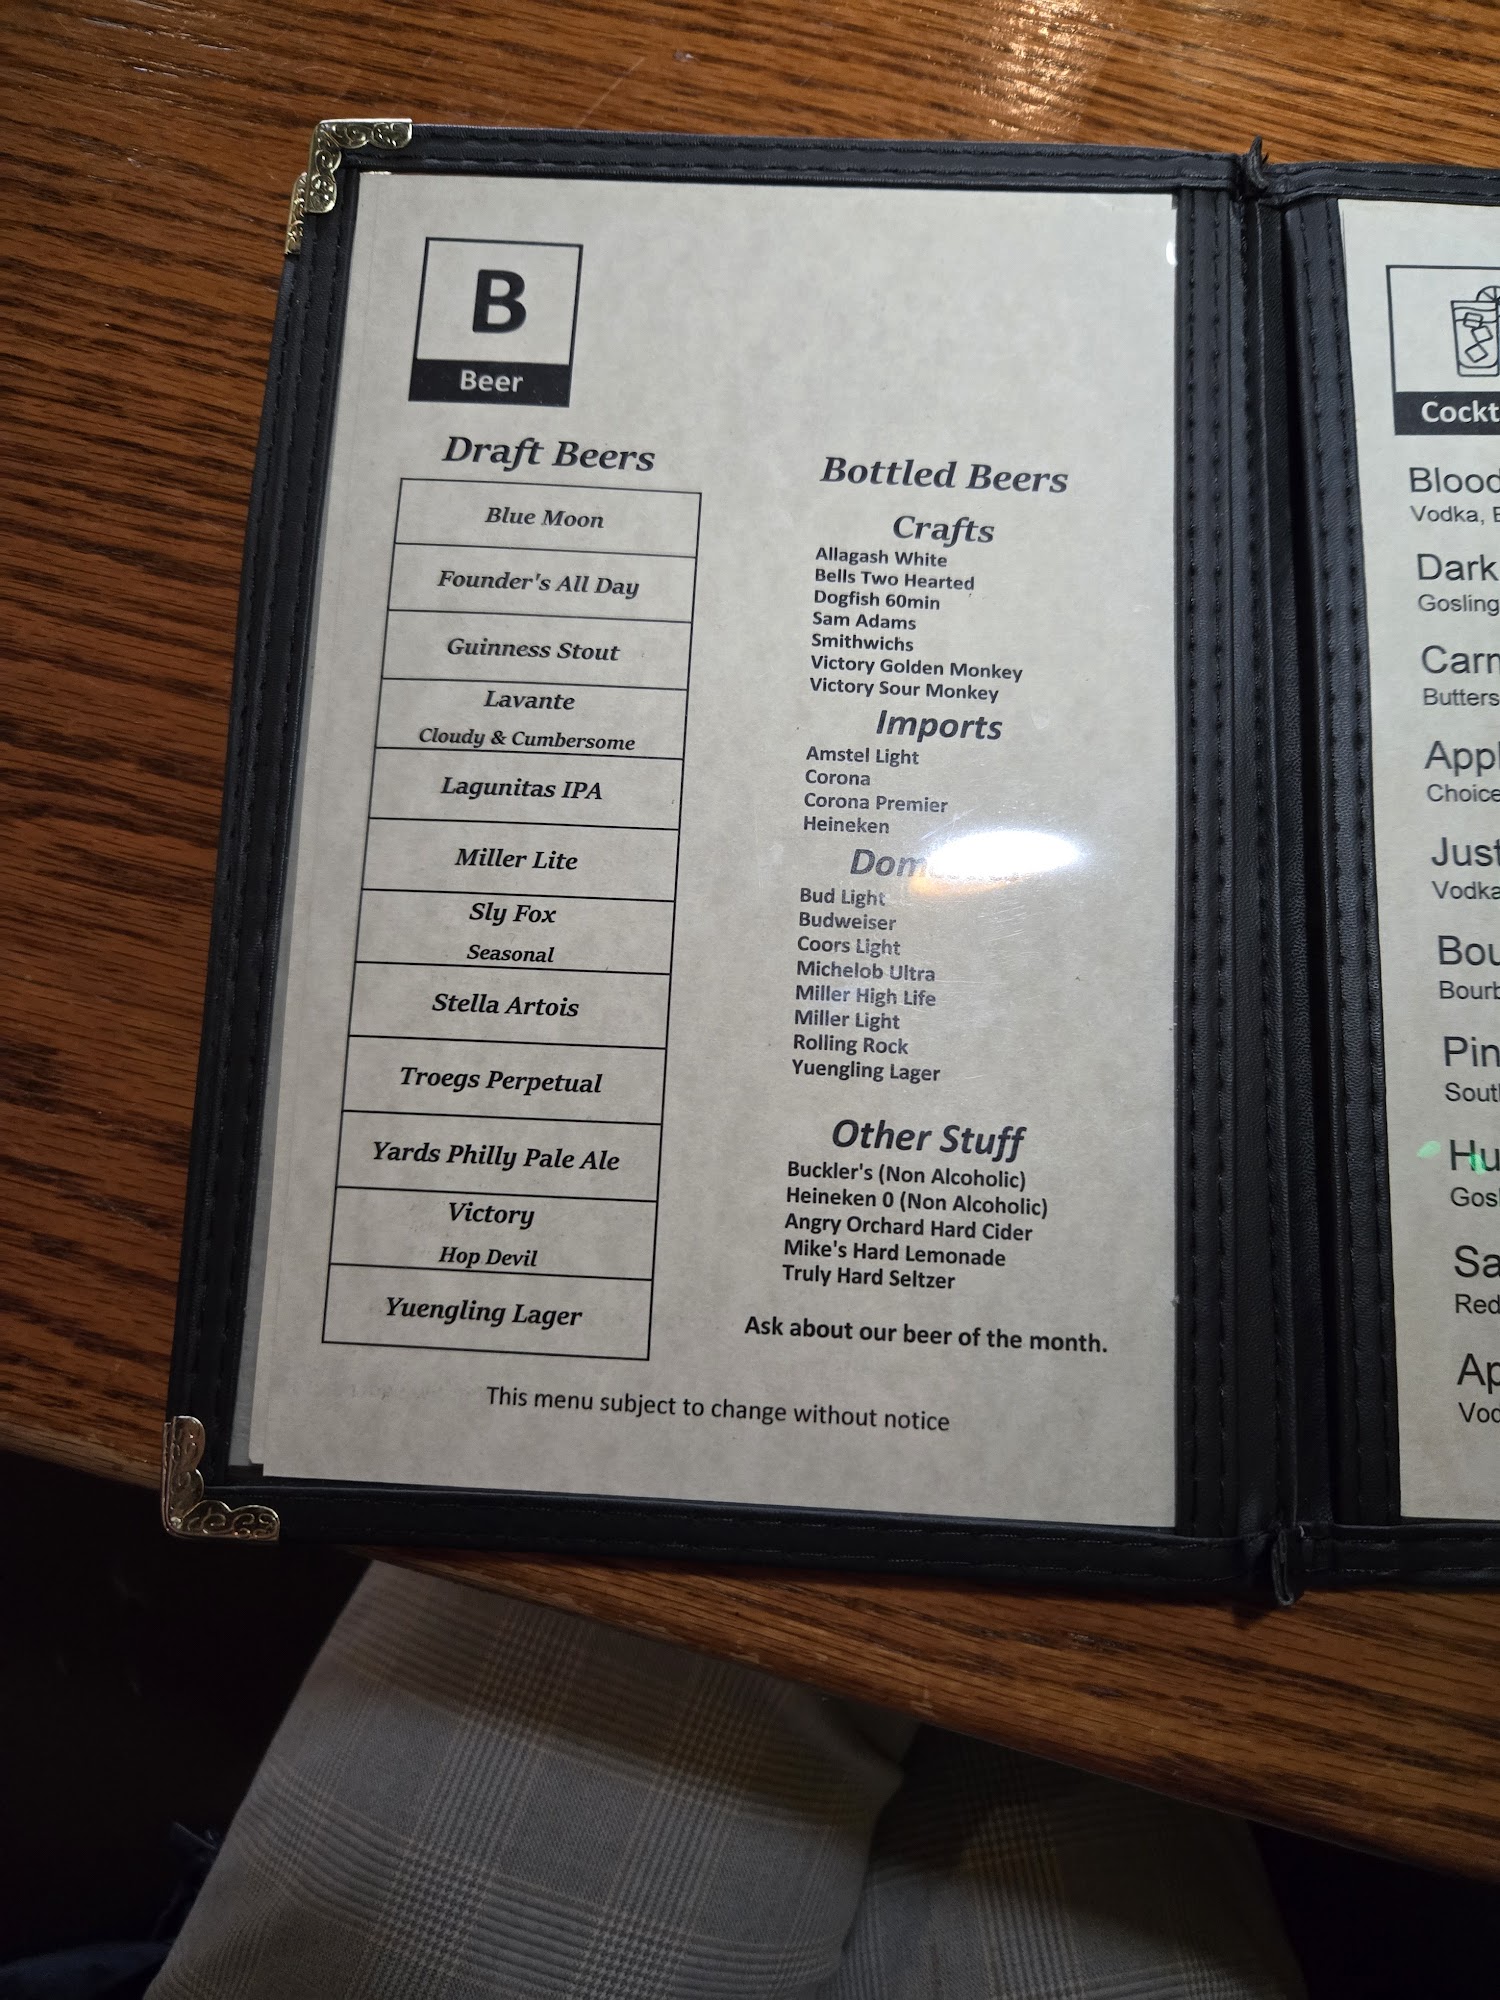 B
Beer
Draft Beers
Blue Moon
Founder's All Day
Guinness Stout
Lavante
Cloudy & Cumbersome
Lagunitas IPA
Miller Lite
Sly Fox
Seasonal
Stella Artois
Troegs Perpetual
Yards Philly Pale Ale
Victory
Hop Devil
Yuengling Lager
Bottled Beers
Crafts
Allagash White
Bells Two Hearted
Dogfish 60min
Sam Adams
Smithwichs
Victory Golden Monkey
Victory Sour Monkey
Imports
Amstel Light
Corona
Corona Premier
Heineken
Bud Light
Budweiser
Coors Light
Michelob Ultra
Miller High Life
Miller Light
Rolling Rock
Yuengling Lager
Other Stuff
Buckler's (Non Alcoholic)
Heineken 0 (Non Alcoholic)
Angry Orchard Hard Cider
Mike's Hard Lemonade
Truly Hard Seltzer
Ask about our beer of the month.
This menu subject to change without notice
Blood
Vodka,
Dark
Vodka
Red